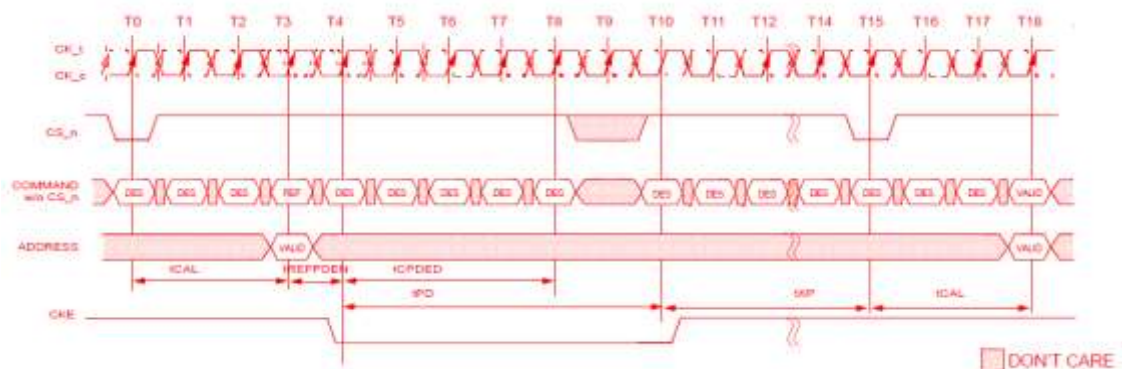 T0 T1 T2 T3 T4 T5 T6 T7 T8 T9 T10 T11 T12 T14 T15 T16 T17 T18
CK_t
CK_c
CS_n
COMMAND
w/o CS_n
DES DES DES REF DES DES DES DES DES DES DES DES DES DES DES DES VALID
ADDRESS
VALID VALID
tCAL tREFPDEN tCPDED
tPD tXP tCAL
CKE
DON'T CARE